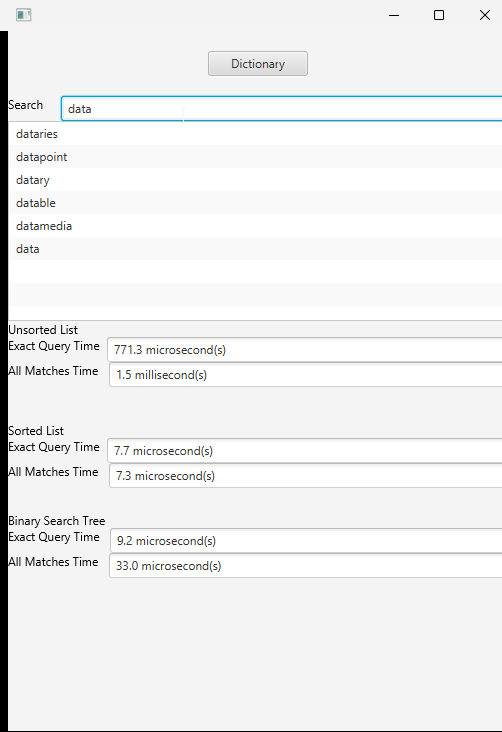 Dictionary
Search data
dataries
datapoint
datary
datable
datamedia
data
Unsorted List
Exact Query Time 771.3 microsecond(s)
All Matches Time 1.5 millisecond(s)
Sorted List
Exact Query Time 7.7 microsecond(s)
All Matches Time 7.3 microsecond(s)
Binary Search Tree
Exact Query Time 9.2 microsecond(s)
All Matches Time 33.0 microsecond(s)